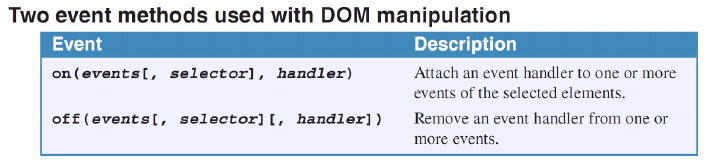 Two event methods used with DOM manipulation
Event Description
on(events[, selector], handler) Attach an event handler to one or more
events of the selected elements.
off(events[, selector][, handler]) Remove an event handler from one or
more events.